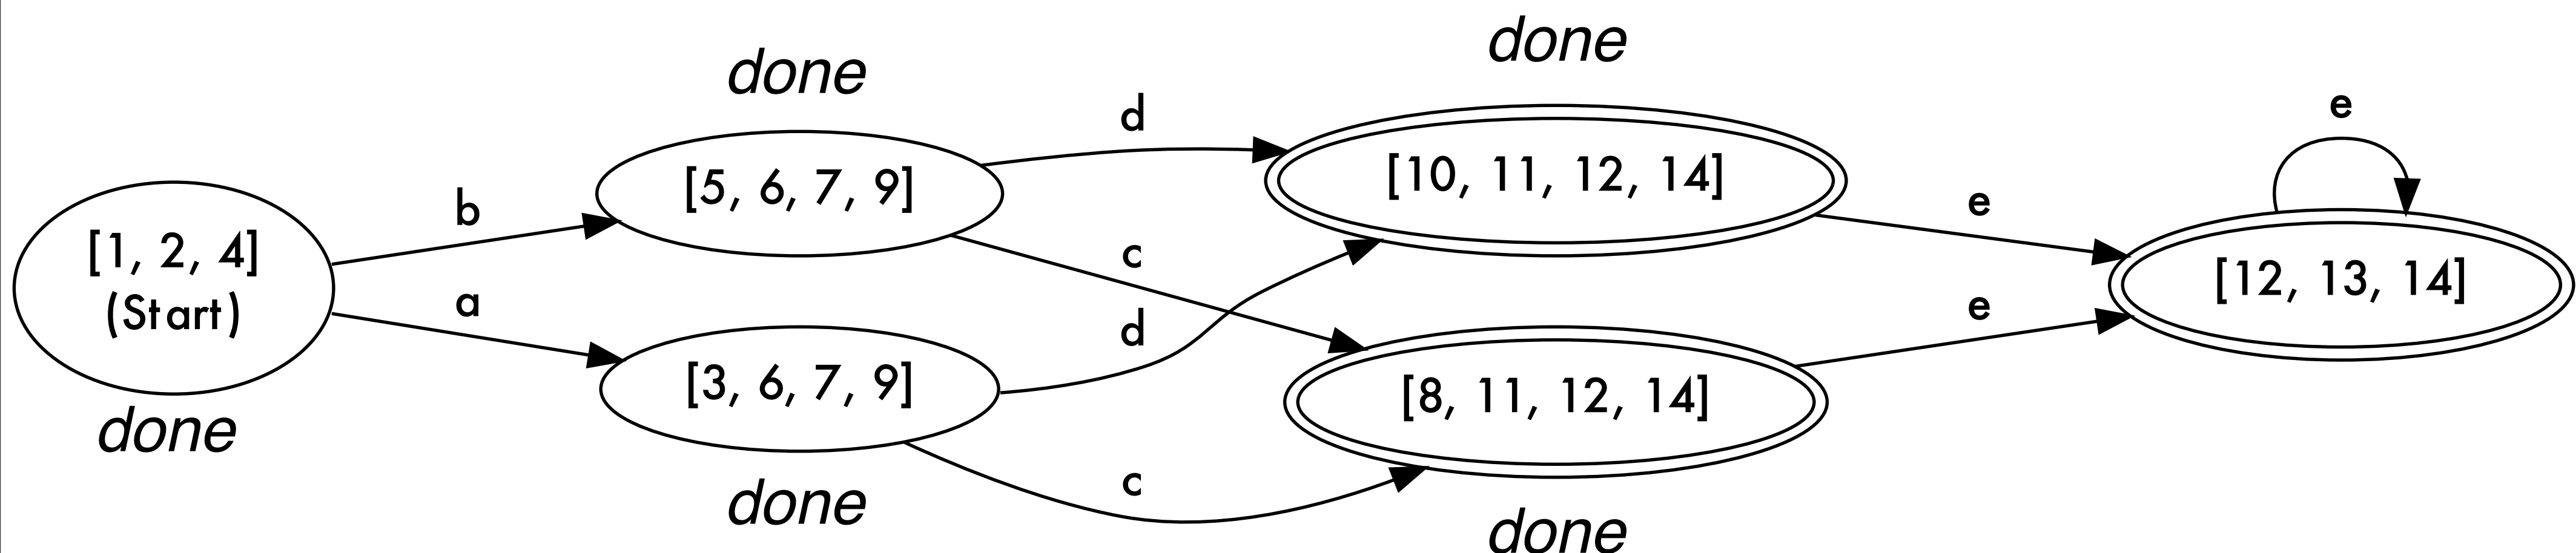 done
done
e
d
[10, 11, 12, 14]
[5, 6, 7, 9]
b
e
[1, 2, 4]
(Start)
c
[12, 13, 14]
a
d
e
[3, 6, 7, 9]
[8, 11, 12, 14]
done
c
done
done